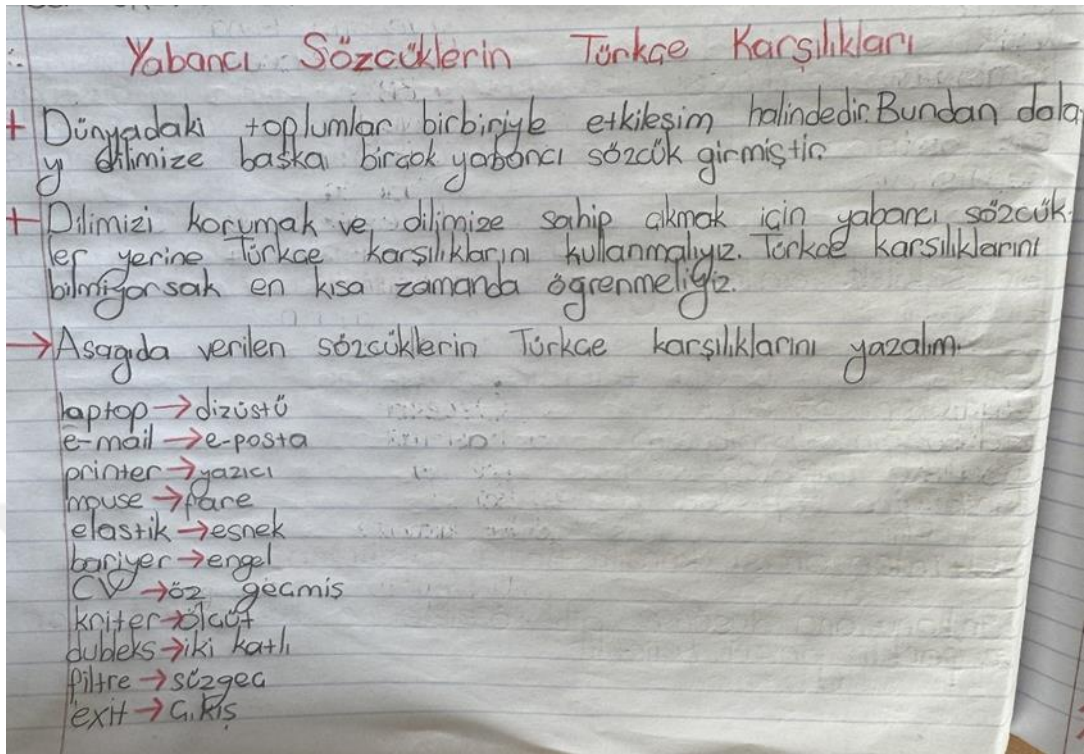 Yabancı Sözcüklerin Türkçe Karşılıkları
+ Dünyadaki toplumlar birbiriyle etkileşim halindedir. Bundan dola
y dilimize başka birçok yabancı sözcük girmiştir.
+ Dilimizi korumak ve dilimize sahip çıkmak için yabancı sözcük
ler yerine Türkçe karşılıklarını kullanmalıyız. Türkçe karşılıklarını
bilmiyorsak en kısa zamanda öğrenmeliyiz.
→ Aşağıda verilen sözcüklerin Türkçe karşılıklarını yazalım.
laptop → dizüstü
e-mail → e-posta
printer → yazıcı
mouse → fare
elastik → esnek
bariyer → engel
CV → öz geçmiş
kriter → ölçüt
dubleks → iki katlı
filtre → süzgeç
exit → çıkış